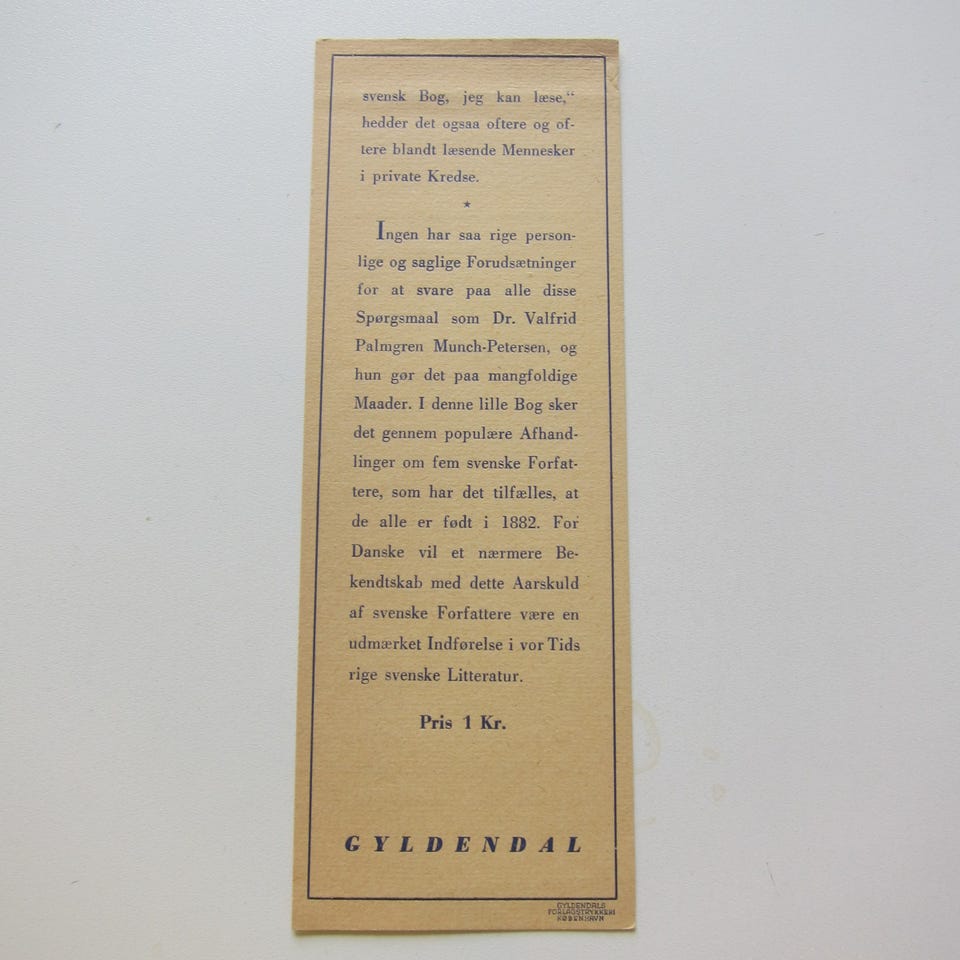 svensk Bog, jeg kan læse,“
hedder det ogsaa oftere og of-
tere blandt læsende Mennesker
i private Kredse.
★
Ingen har saa rige person-
lige og saglige Forudsætninger
for at svare paa alle disse
Spørgsmaal som Dr. Valfrid
Palmgren Munch-Petersen, og
hun gør det paa mangfoldige
Maader. I denne lille Bog sker
det gennem populære Afhand-
linger om fem svenske Forfat-
tere, som har det tilfælles, at
de alle er født i 1882. For
Danske vil et nærmere Be-
kendtskab med dette Aarskuld
af svenske Forfattere være en
udmærket Indførelse i vor Tids
rige svenske Litteratur.
Pris 1 Kr.
GYLDENDAL
GYLDENDALS
FORLAGSTRYKKERI
KØBENHAVN